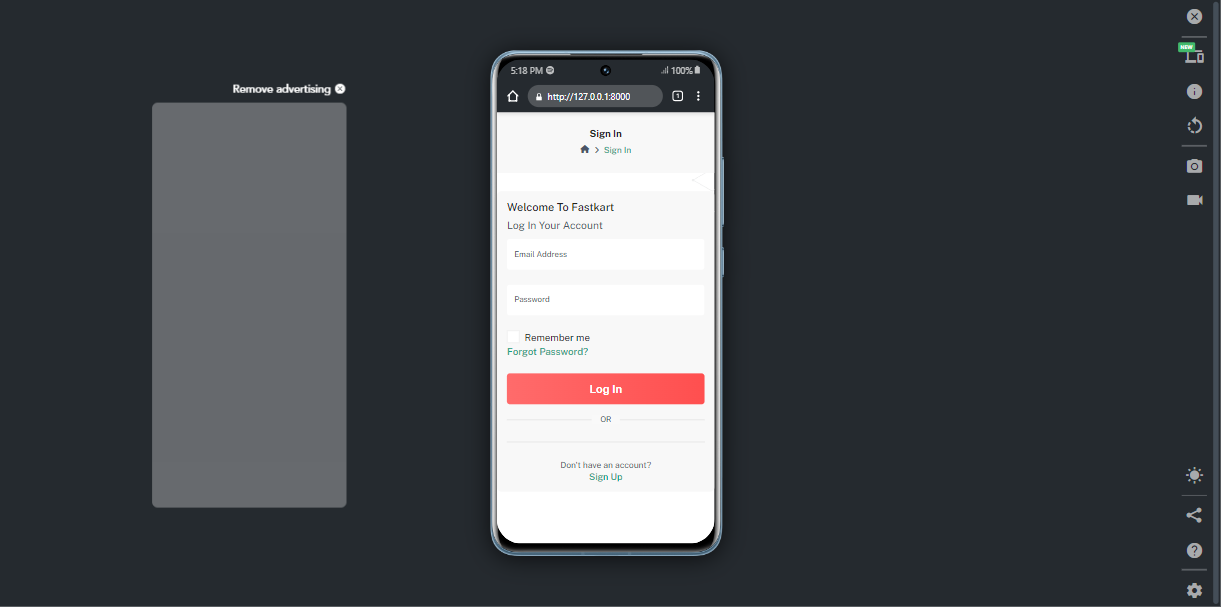 Remove advertising
NEW
5:18 PM
100%
http://127.0.0.1:8000
1
Sign In
Sign In
Welcome To Fastkart
Log In Your Account
Email Address
Password
Remember me
Forgot Password?
Log In
OR
Don't have an account?
Sign Up